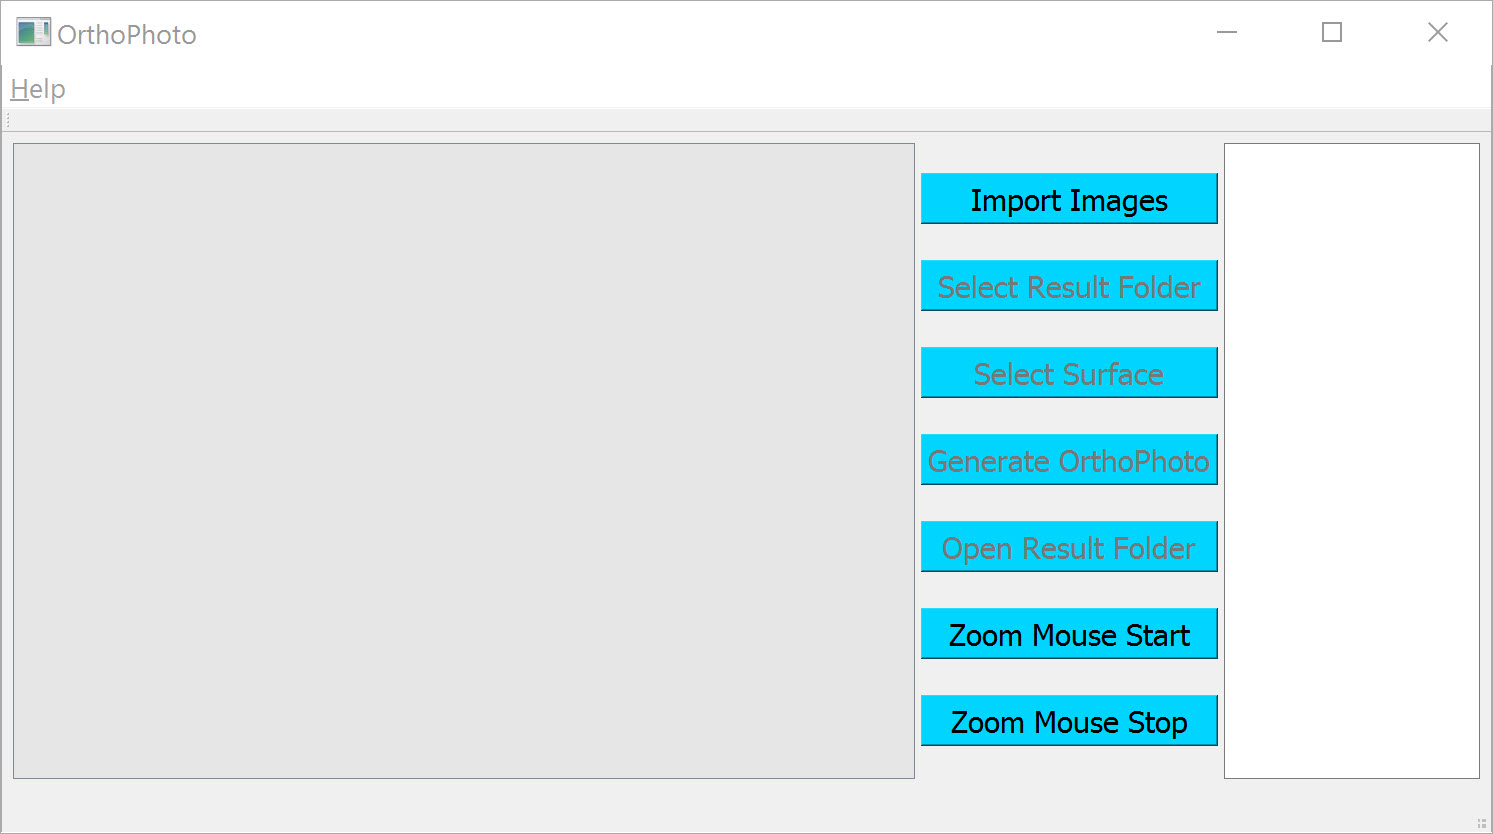 OrthoPhoto
Help
Import Images
Select Result Folder
Select Surface
Generate OrthoPhoto
Open Result Folder
Zoom Mouse Start
Zoom Mouse Stop